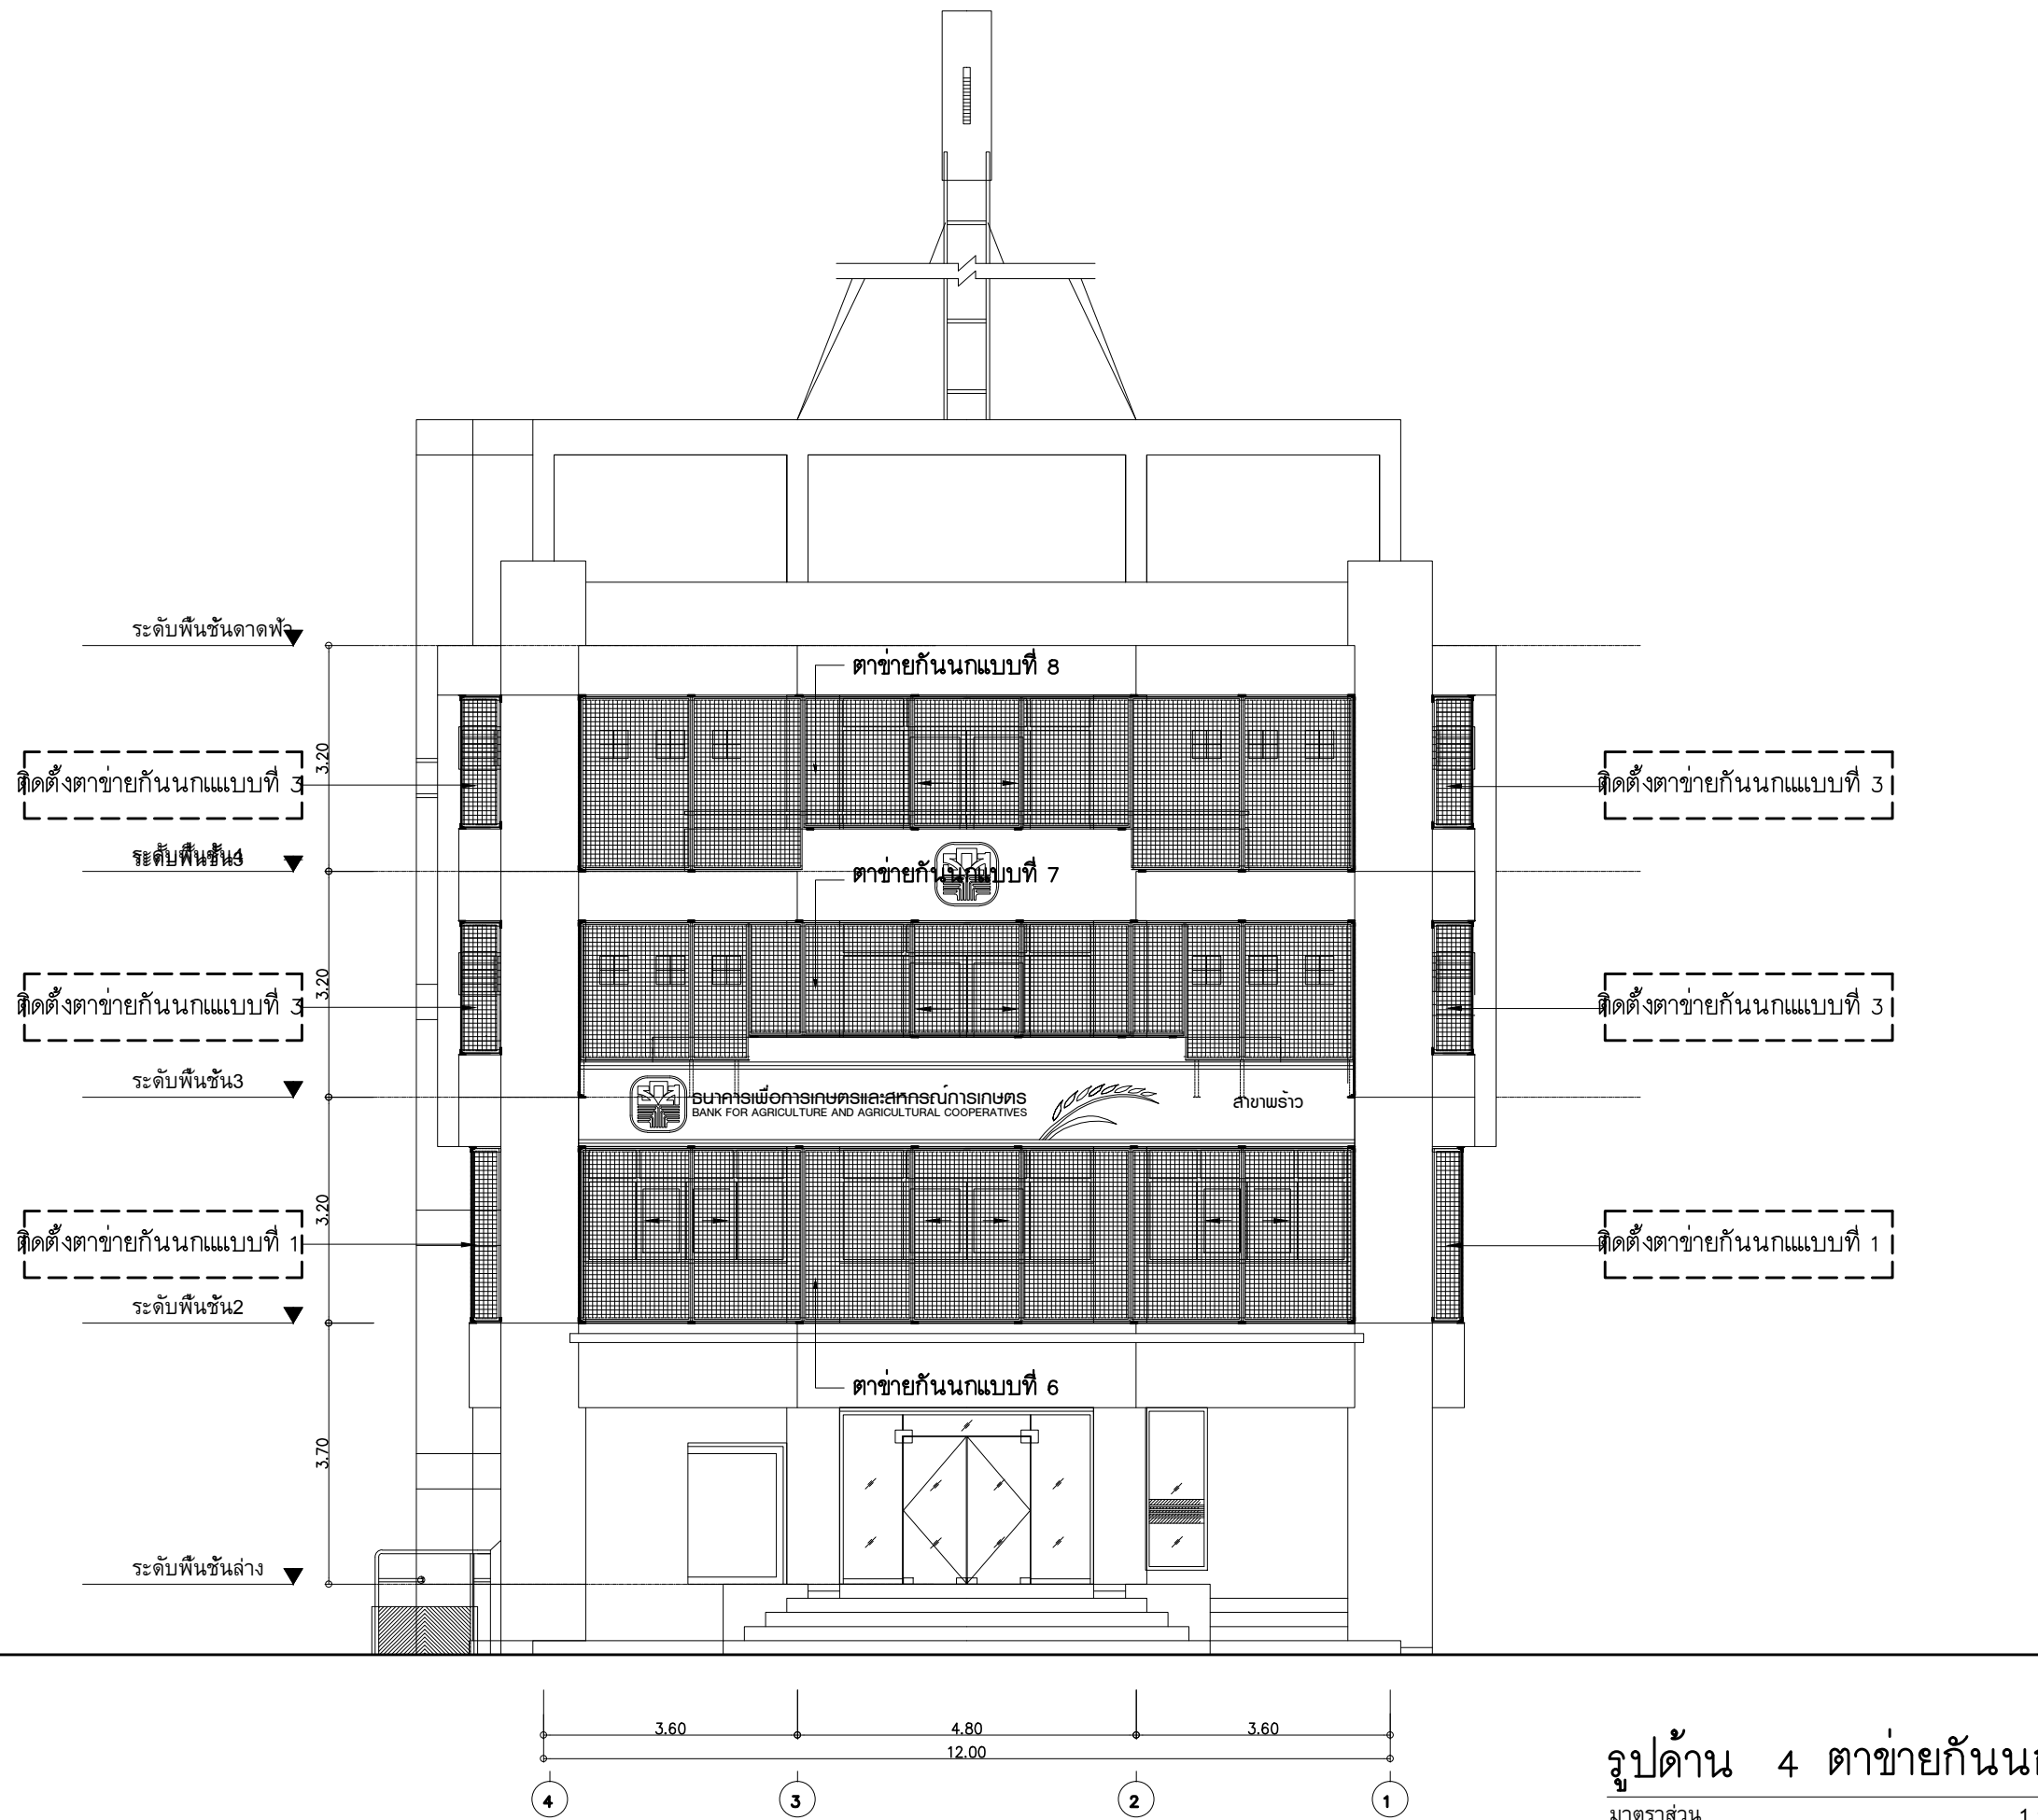 ระดับพื้นชั้นดาดฟ้า
ตาข่ายกันนกแบบที่ 8
3.20
ติดตั้งตาข่ายกันนกแแบบที่ 3
ติดตั้งตาข่ายกันนกแแบบที่ 3
ระดับพื้นชั้น4
ตาข่ายกันนกแบบที่ 7
3.20
ติดตั้งตาข่ายกันนกแแบบที่ 3
ติดตั้งตาข่ายกันนกแแบบที่ 3
ระดับพื้นชั้น3
ธนาคารเพื่อการเกษตรและสหกรณ์การเกษตร
BANK FOR AGRICULTURE AND AGRICULTURAL COOPERATIVES
สาขาพร้าว
3.20
ติดตั้งตาข่ายกันนกแแบบที่ 1
ติดตั้งตาข่ายกันนกแแบบที่ 1
ระดับพื้นชั้น2
ตาข่ายกันนกแบบที่ 6
3.70
ระดับพื้นชั้นล่าง
3.60 4.80 3.60
12.00
4 3 2 1
รูปด้าน 4 ตาข่ายกันนก
มาตราส่วน 1